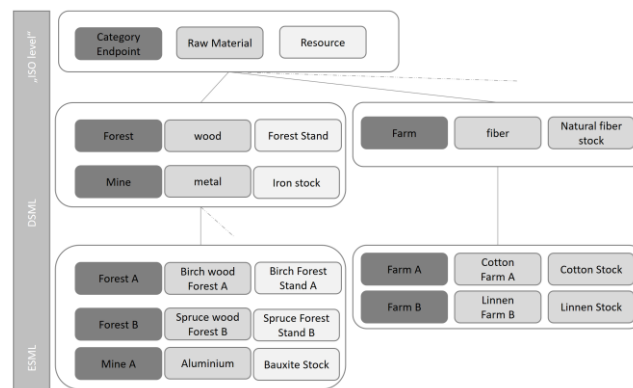 „ISO level“
Category
Endpoint
Raw Material
Resource
DSML
Forest
wood
Forest Stand
Mine
metal
Iron stock
Farm
fiber
Natural fiber
stock
ESML
Forest A
Birch wood
Forest A
Birch Forest
Stand A
Forest B
Spruce wood
Forest B
Spruce Forest
Stand B
Mine A
Aluminium
Bauxite Stock
Farm A
Cotton
Farm A
Cotton Stock
Farm B
Linnen
Farm B
Linnen Stock